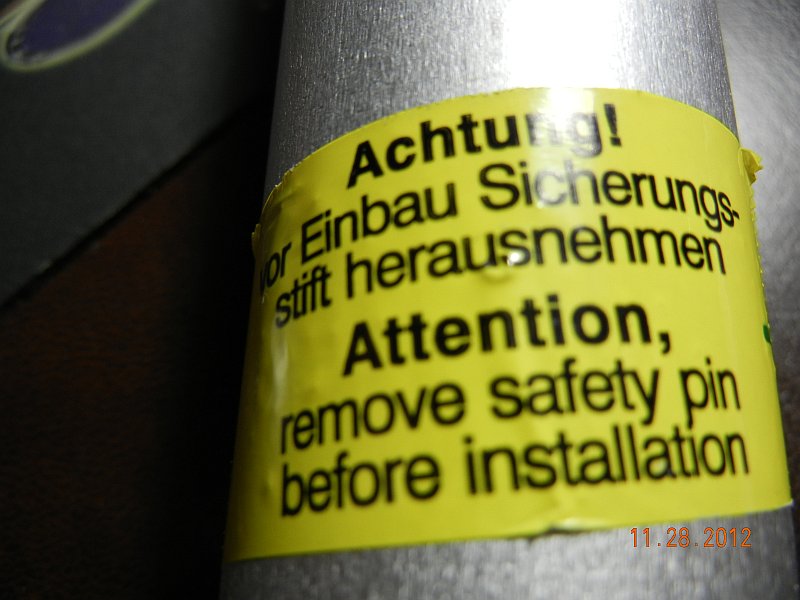 Achtung!
vor Einbau Sicherungs-
stift herausnehmen
Attention,
remove safety pin
before installation
11.28.2012